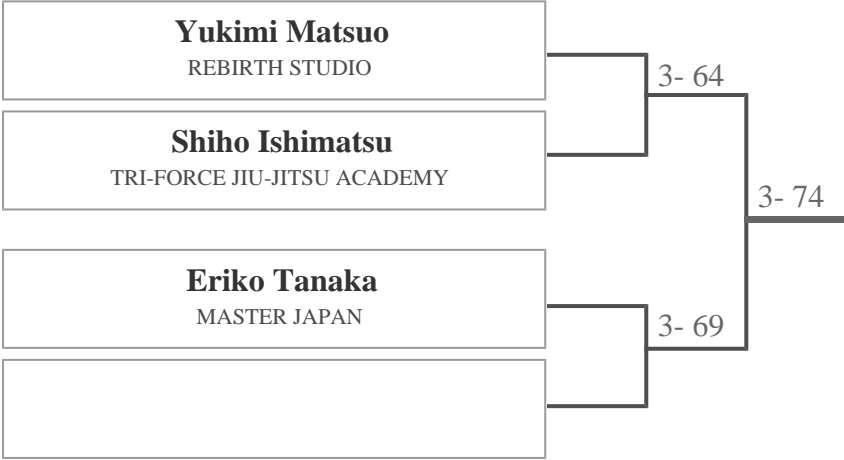 Yukimi Matsuo
REBIRTH STUDIO
3- 64
Shiho Ishimatsu
TRI-FORCE JIU-JITSU ACADEMY
3- 74
Eriko Tanaka
MASTER JAPAN
3- 69